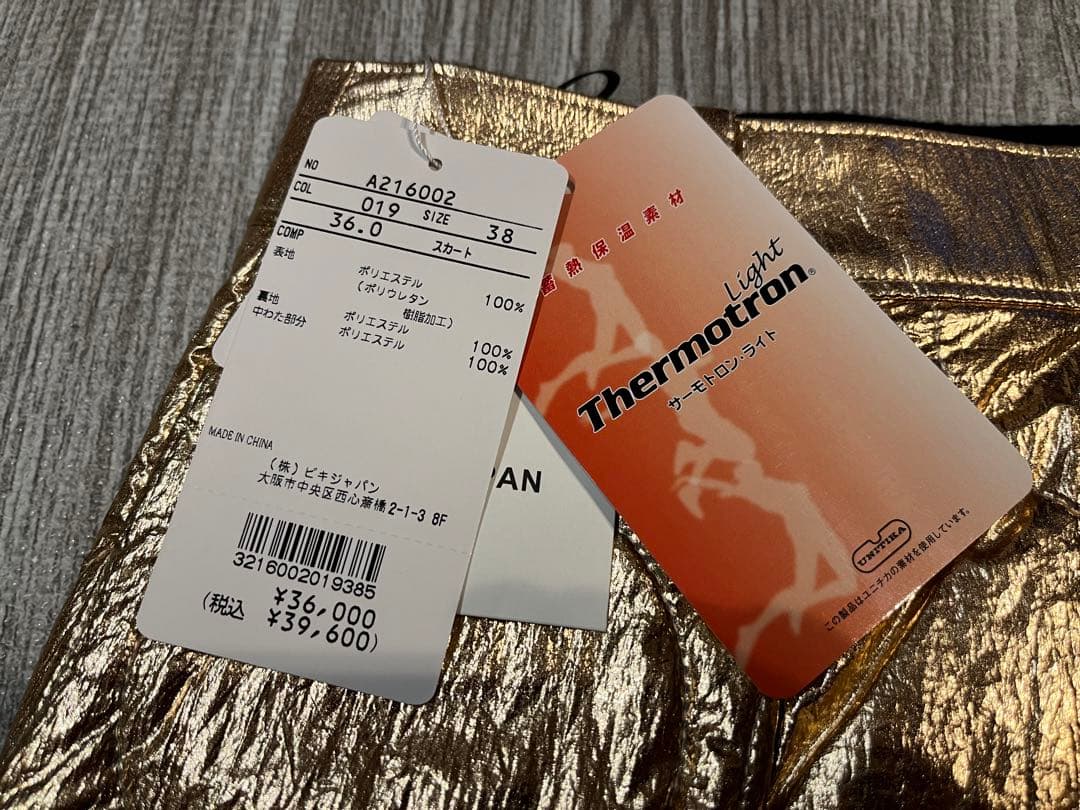 NO A216002
COL 019 SIZE 38
36.0 スカート
COMP
表地 ポリエステル 100%
(ポリウレタン
樹脂加工)
裏地 ポリエステル 100%
中わた部分 ポリエステル 100%
MADE IN CHINA
(株)ビキジャパン
大阪市中央区西心斎橋2-1-3 8F
3216002019385
¥36,000
(税込 ¥39,600)
PAN
蓄熱保温素材
Light
Thermotron®
サーモトロン・ライト
UNITIKA
この製品はユニチカの素材を使用しています。